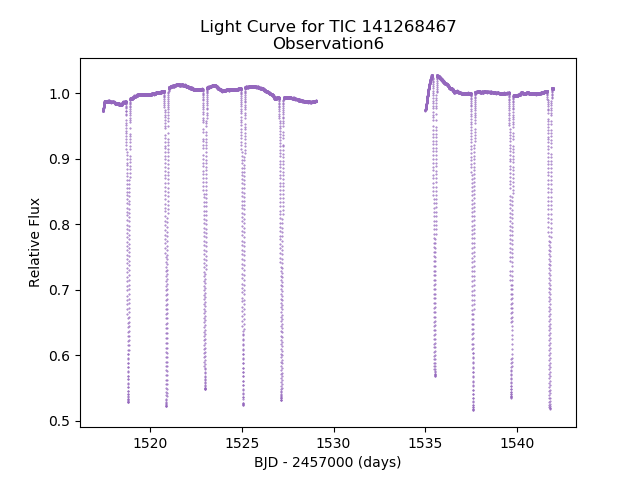 Light Curve for TIC 141268467
Observation6
1.0
0.9
0.8
0.7
0.6
0.5
Relative Flux
1520
1525
1530
1535
1540
BJD - 2457000 (days)